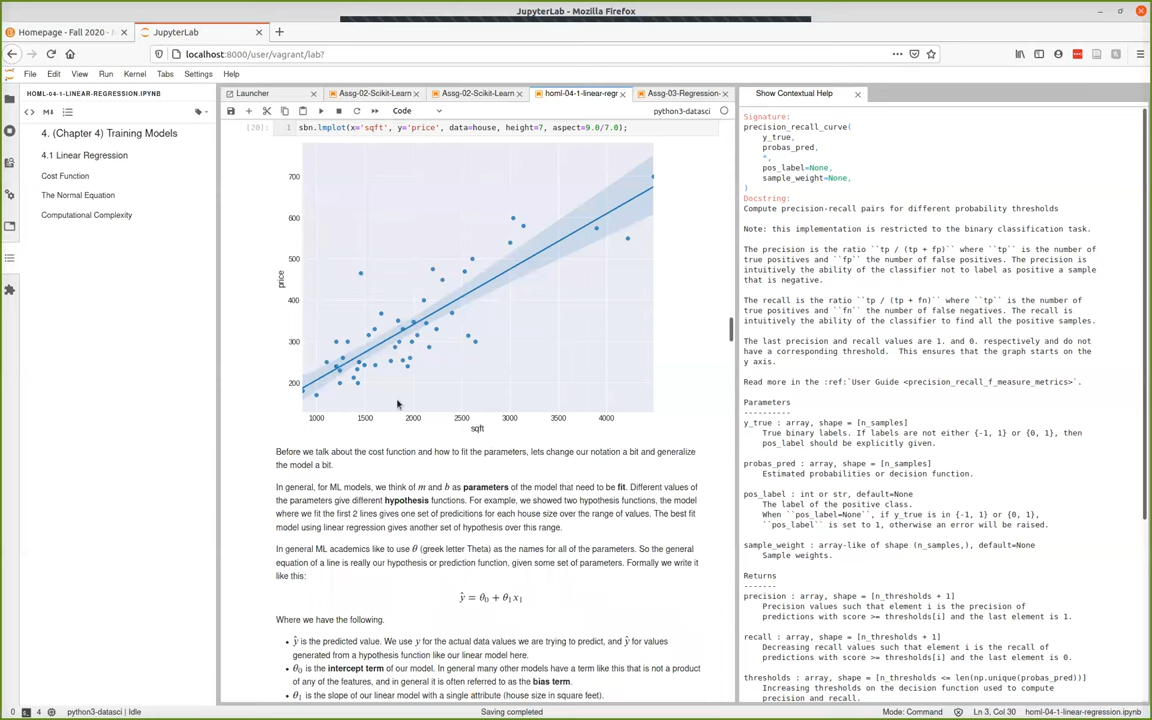 JupyterLab - Mozilla Firefox
Homepage - Fall 2020 -
JupyterLab
localhost:8000/user/vagrant/lab?
File Edit View Run Kernel Tabs Settings Help
HOML-04-1-LINEAR-REGRESSION.IPYNB
4. (Chapter 4) Training Models
4.1 Linear Regression
Cost Function
The Normal Equation
Computational Complexity
Launcher
Assg-02-Scikit-Learn
Assg-02-Scikit-Learn
homl-04-1-linear-regr
Assg-03-Regression-
Code
python3-datasci
[20]:
1 sbn.lmplot(x='sqft', y='price', data=house, height=7, aspect=9.0/7.0);
700
600
500
400
300
200
price
1000 1500 2000 2500 3000 3500 4000
sqft
Before we talk about the cost function and how to fit the parameters, lets change our notation a bit and generalize
the model a bit.
In general, for ML models, we think of m and b as parameters of the model that need to be fit. Different values of
the parameters give different hypothesis functions. For example, we showed two hypothesis functions, the model
where we fit the first 2 lines gives one set of predicitions for each house size over the range of values. The best fit
model using linear regression gives another set of hypothesis over this range.
In general ML academics like to use θ (greek letter Theta) as the names for all of the parameters. So the general
equation of a line is really our hypothesis or prediction function, given some set of parameters. Formally we write it
like this:
ŷ = θ₀ + θ₁x₁
Where we have the following.
• ŷ is the predicted value. We use y for the actual data values we are trying to predict, and ŷ for values
generated from a hypothesis function like our linear model here.
• θ₀ is the intercept term of our model. In general many other models have a term like this that is not a product
of any of the features, and in general it is often referred to as the bias term.
• θ₁ is the slope of our linear model with a single attribute (house size in square feet).
Show Contextual Help
Signature:
precision_recall_curve(
y_true,
probas_pred,
*,
pos_label=None,
sample_weight=None,
)
Docstring:
Compute precision-recall pairs for different probability thresholds
Note: this implementation is restricted to the binary classification task.
The precision is the ratio ``tp / (tp + fp)`` where ``tp`` is the number of
true positives and ``fp`` the number of false positives. The precision is
intuitively the ability of the classifier not to label as positive a sample
that is negative.
The recall is the ratio ``tp / (tp + fn)`` where ``tp`` is the number of
true positives and ``fn`` the number of false negatives. The recall is
intuitively the ability of the classifier to find all the positive samples.
The last precision and recall values are 1. and 0. respectively and do not
have a corresponding threshold.  This ensures that the graph starts on the
y axis.
Read more in the :ref:`User Guide <precision_recall_f_measure_metrics>`.
Parameters
----------
y_true : array, shape = [n_samples]
True binary labels. If labels are not either {-1, 1} or {0, 1}, then
pos_label should be explicitly given.
probas_pred : array, shape = [n_samples]
Estimated probabilities or decision function.
pos_label : int or str, default=None
The label of the positive class.
When ``pos_label=None``, if y_true is in {-1, 1} or {0, 1},
``pos_label`` is set to 1, otherwise an error will be raised.
sample_weight : array-like of shape (n_samples,), default=None
Sample weights.
Returns
-------
precision : array, shape = [n_thresholds + 1]
Precision values such that element i is the precision of
predictions with score >= thresholds[i] and the last element is 1.
recall : array, shape = [n_thresholds + 1]
Decreasing recall values such that element i is the recall of
predictions with score >= thresholds[i] and the last element is 0.
thresholds : array, shape = [n_thresholds <= len(np.unique(probas_pred))]
Increasing thresholds on the decision function used to compute
precision and recall.
0 4 python3-datasci | Idle
Saving completed
Mode: Command
Ln 3, Col 30
homl-04-1-linear-regression.ipynb